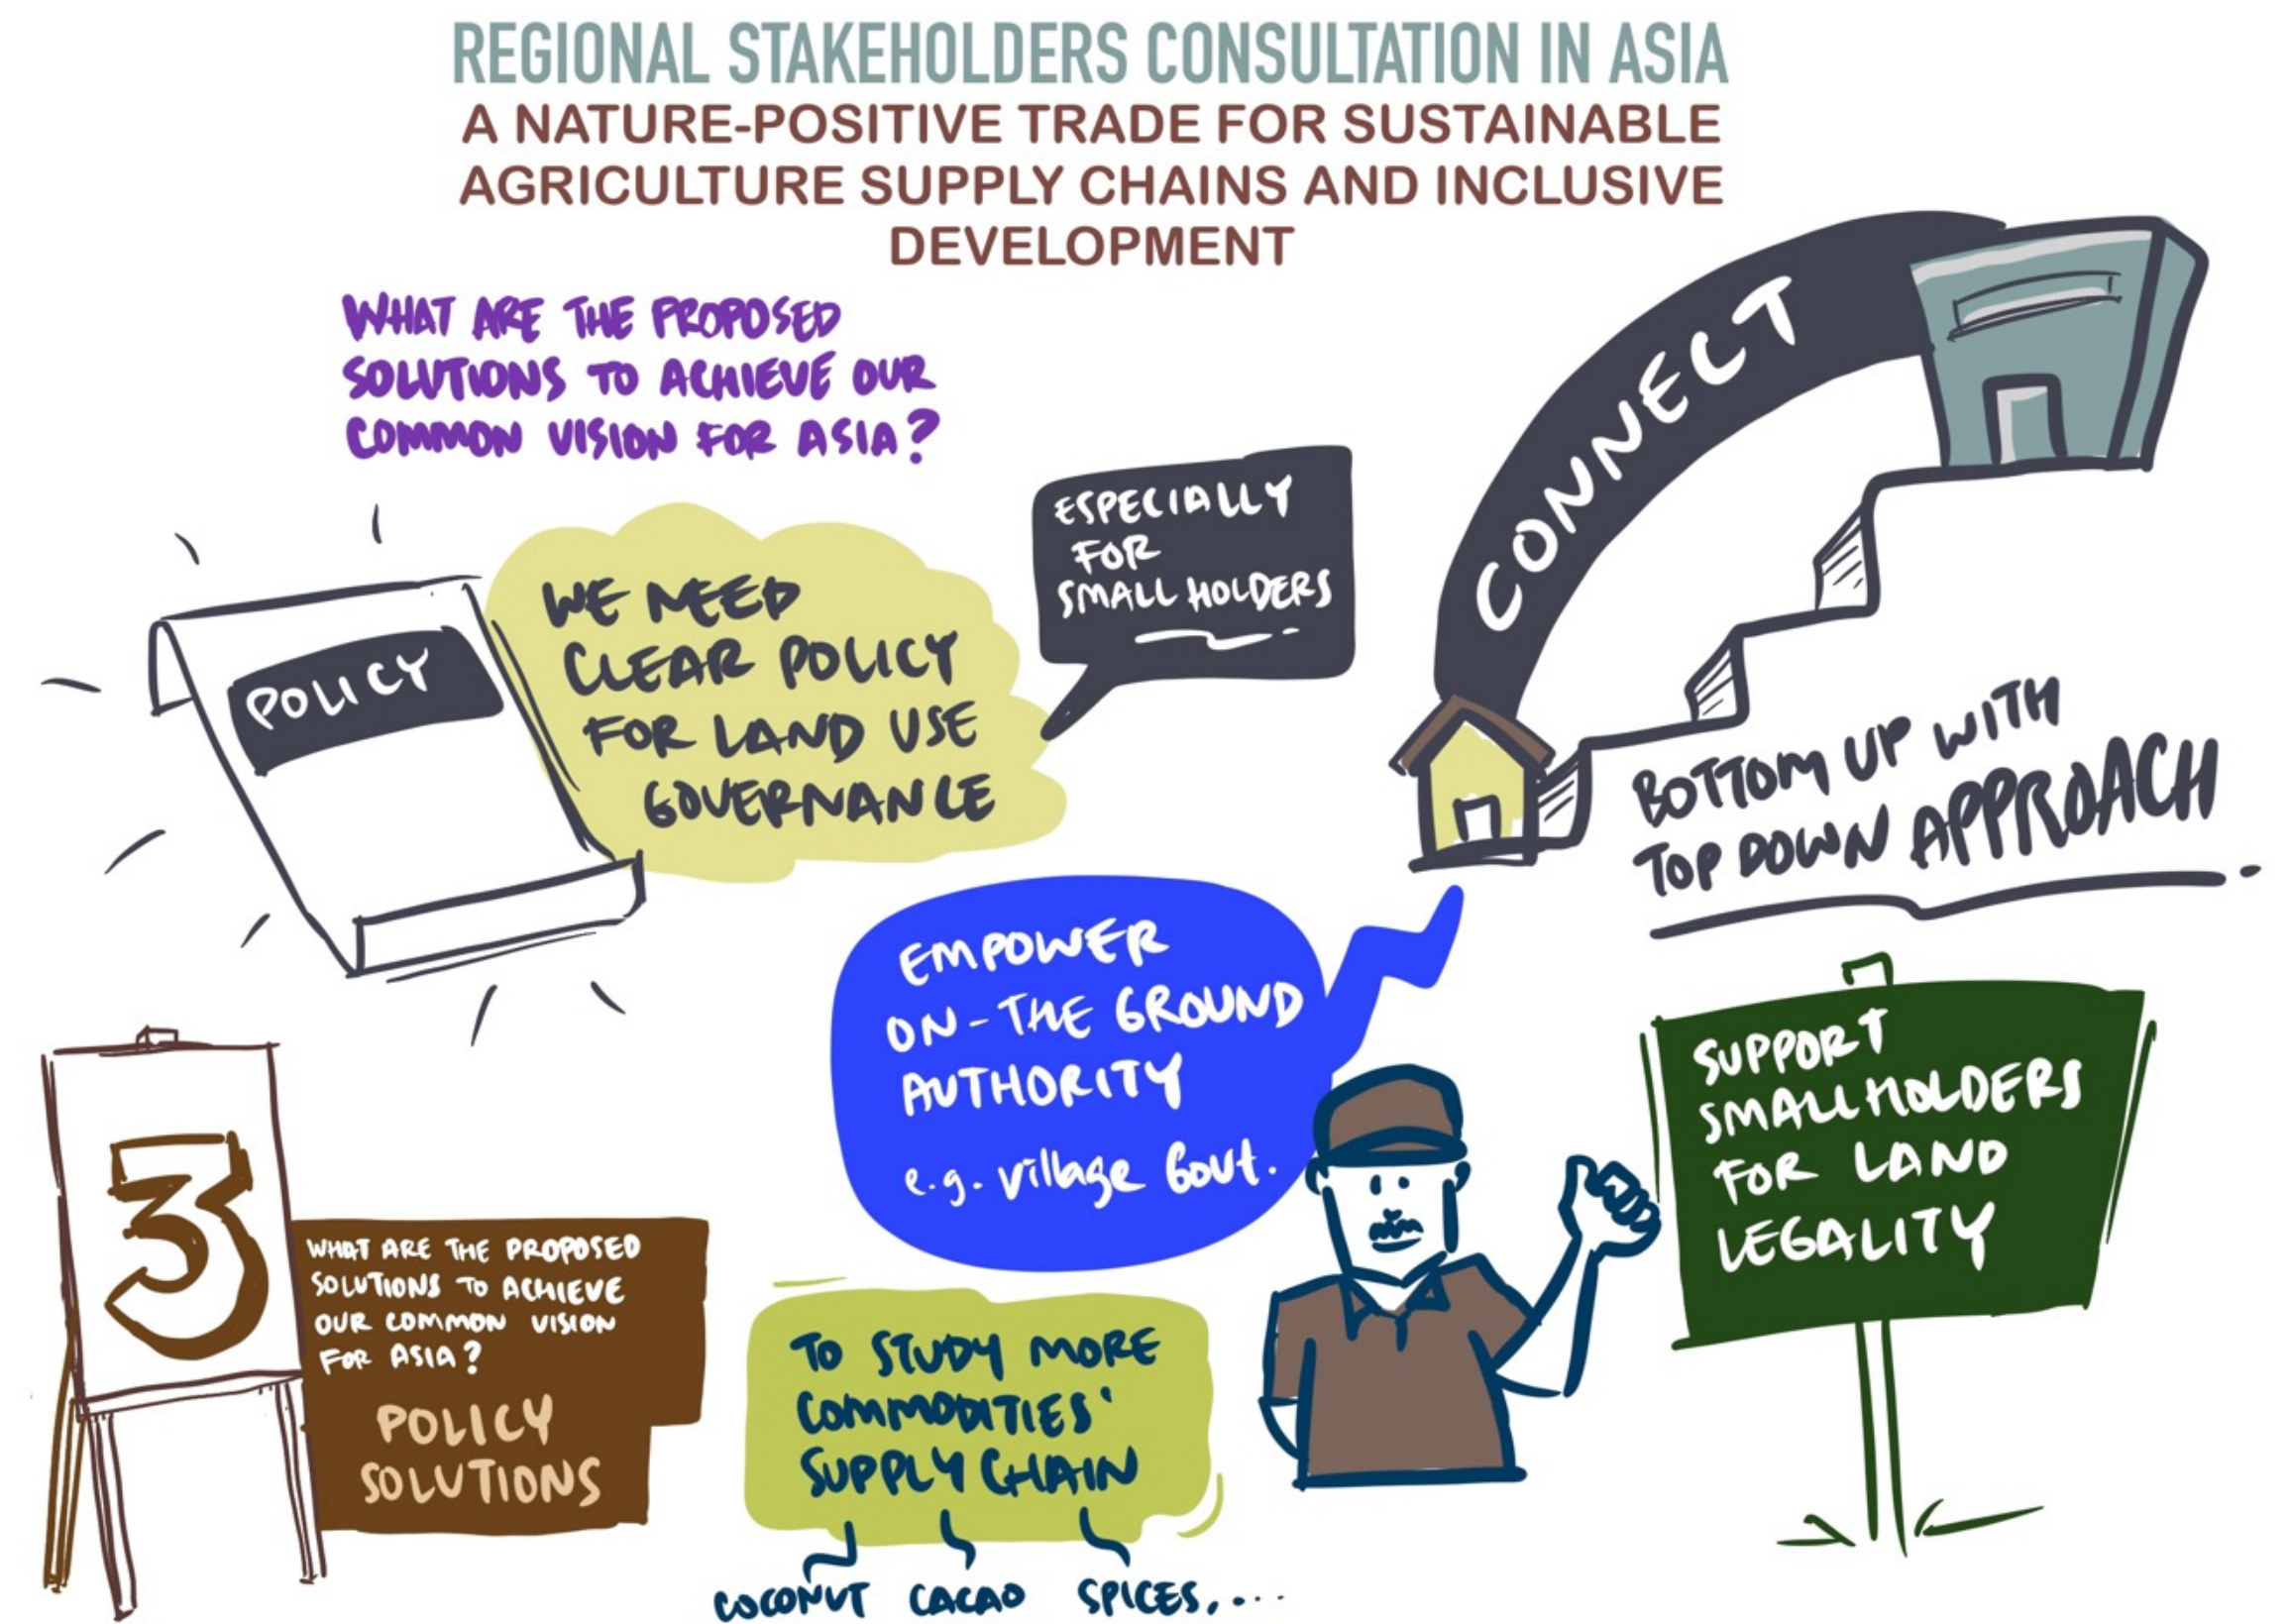 REGIONAL STAKEHOLDERS CONSULTATION IN ASIA
A NATURE-POSITIVE TRADE FOR SUSTAINABLE
AGRICULTURE SUPPLY CHAINS AND INCLUSIVE
DEVELOPMENT
WHAT ARE THE PROPOSED
SOLUTIONS TO ACHIEVE OUR
COMMON VISION FOR ASIA?
POLICY
WE NEED
CLEAR POLICY
FOR LAND USE
GOVERNANCE
ESPECIALLY
FOR
SMALL HOLDERS
CONNECT
BOTTOM UP WITH
TOP DOWN APPROACH
EMPOWER
ON-THE GROUND
AUTHORITY
e.g. village Govt.
SUPPORT
SMALLHOLDERS
FOR LAND
LEGALITY
3
WHAT ARE THE PROPOSED
SOLUTIONS TO ACHIEVE
OUR COMMON VISION
FOR ASIA?
POLICY
SOLUTIONS
TO STUDY MORE
COMMODITIES'
SUPPLY CHAIN
COCONUT CACAO SPICES,....